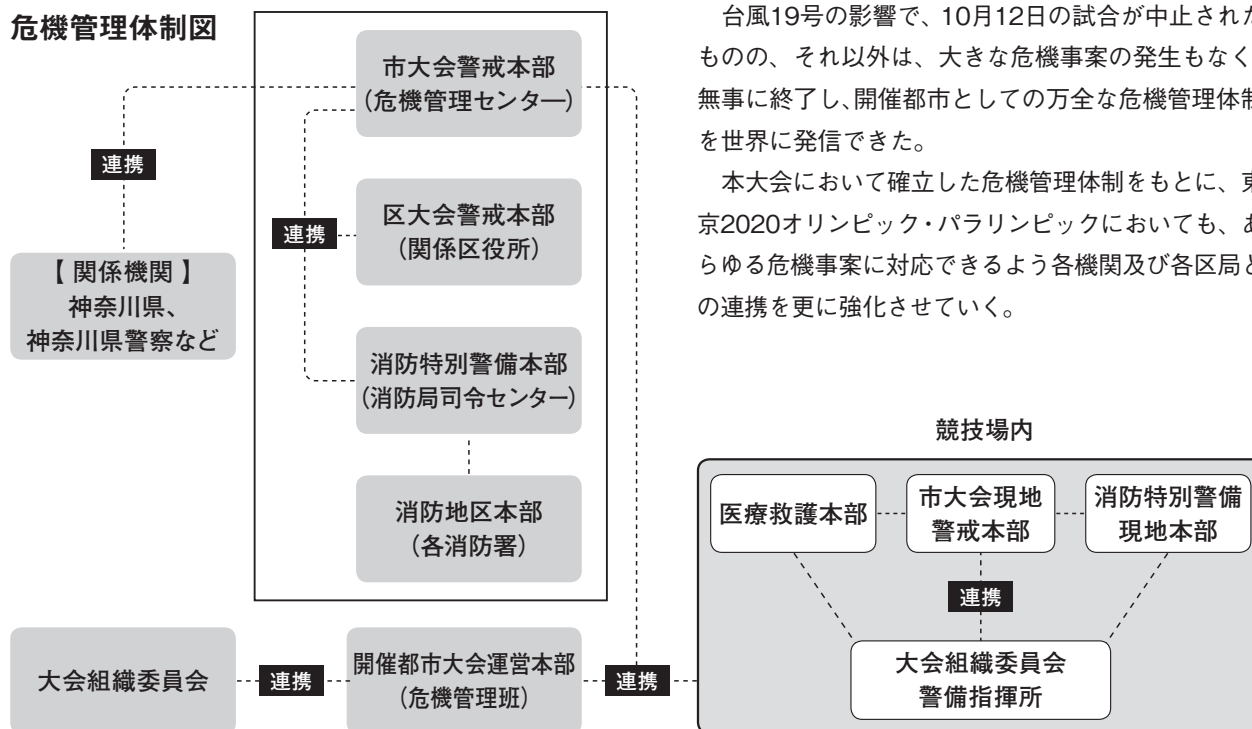 危機管理体制図
市大会警戒本部
（危機管理センター）
連携
区大会警戒本部
（関係区役所）
連携
【 関係機関 】
神奈川県、
神奈川県警察など
消防特別警備本部
（消防局司令センター）
消防地区本部
（各消防署）
大会組織委員会
連携
開催都市大会運営本部
（危機管理班）
連携
台風19号の影響で、10月12日の試合が中止された
ものの、それ以外は、大きな危機事案の発生もなく
無事に終了し、開催都市としての万全な危機管理体制
を世界に発信できた。
本大会において確立した危機管理体制をもとに、東
京2020オリンピック・パラリンピックにおいても、あ
らゆる危機事案に対応できるよう各機関及び各区局と
の連携を更に強化させていく。
競技場内
医療救護本部
市大会現地
警戒本部
消防特別警備
現地本部
連携
大会組織委員会
警備指揮所